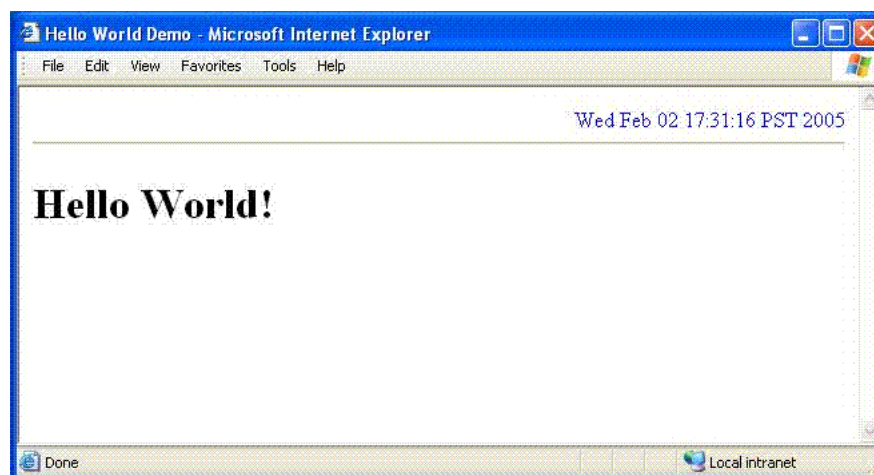 Hello World Demo - Microsoft Internet Explorer
File Edit View Favorites Tools Help
Wed Feb 02 17:31:16 PST 2005
Hello World!
Done Local intranet